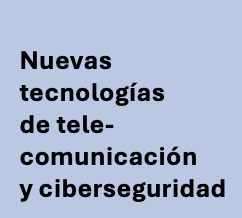 Nuevas
tecnologías
de tele-
comunicación
y ciberseguridad